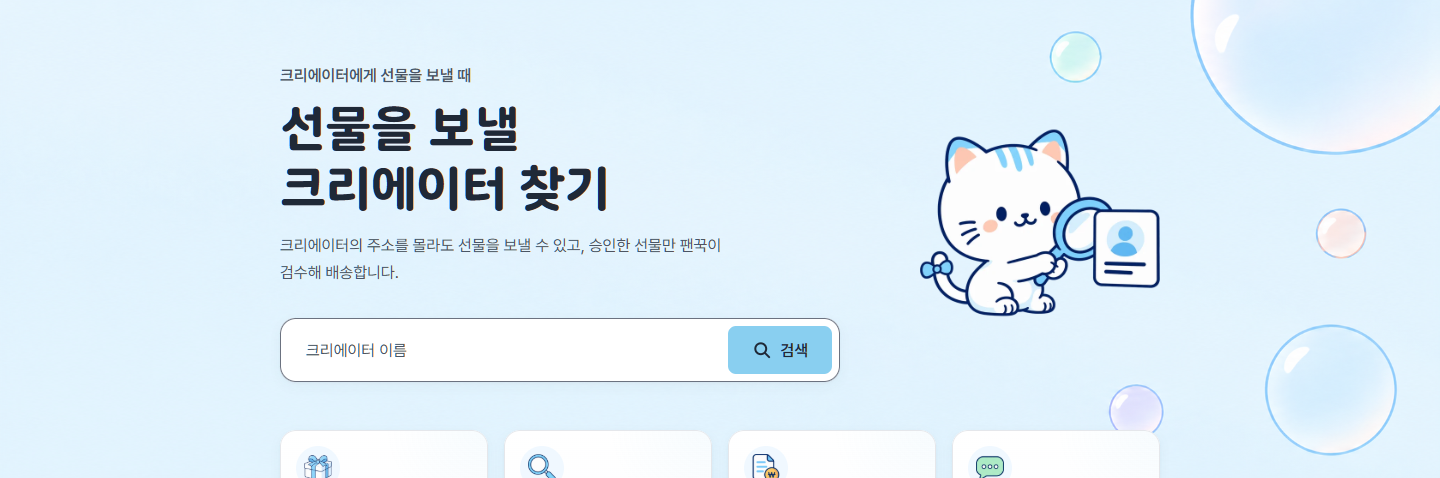 크리에이터에게 선물을 보낼 때
선물을 보낼
크리에이터 찾기
크리에이터의 주소를 몰라도 선물을 보낼 수 있고, 승인한 선물만 팬꾹이
검수해 배송합니다.
크리에이터 이름
검색
₩